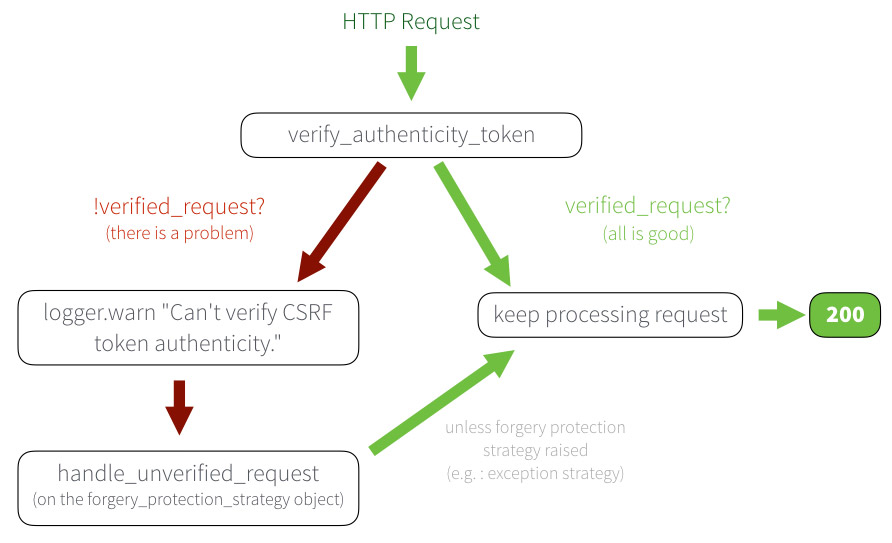 HTTP Request
verify_authenticity_token
!verified_request?
(there is a problem)
verified_request?
(all is good)
logger.warn "Can't verify CSRF
token authenticity."
keep processing request
200
unless forgery protection
strategy raised
(e.g. : exception strategy)
handle_unverified_request
(on the forgery_protection_strategy object)